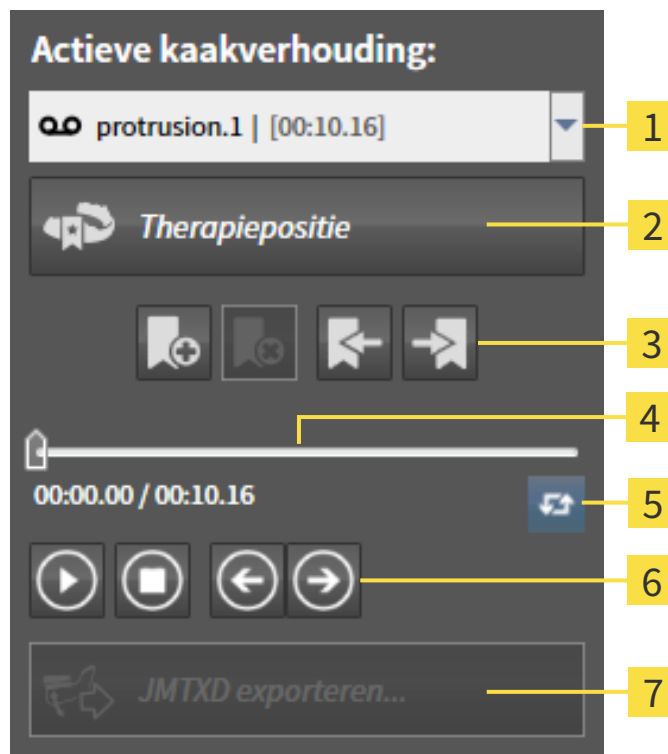 Actieve kaakverhouding:
protrusion.1 | [00:10.16]
1
Therapiepositie
2
3
4
00:00.00 / 00:10.16
5
6
JMTXD exporteren...
7